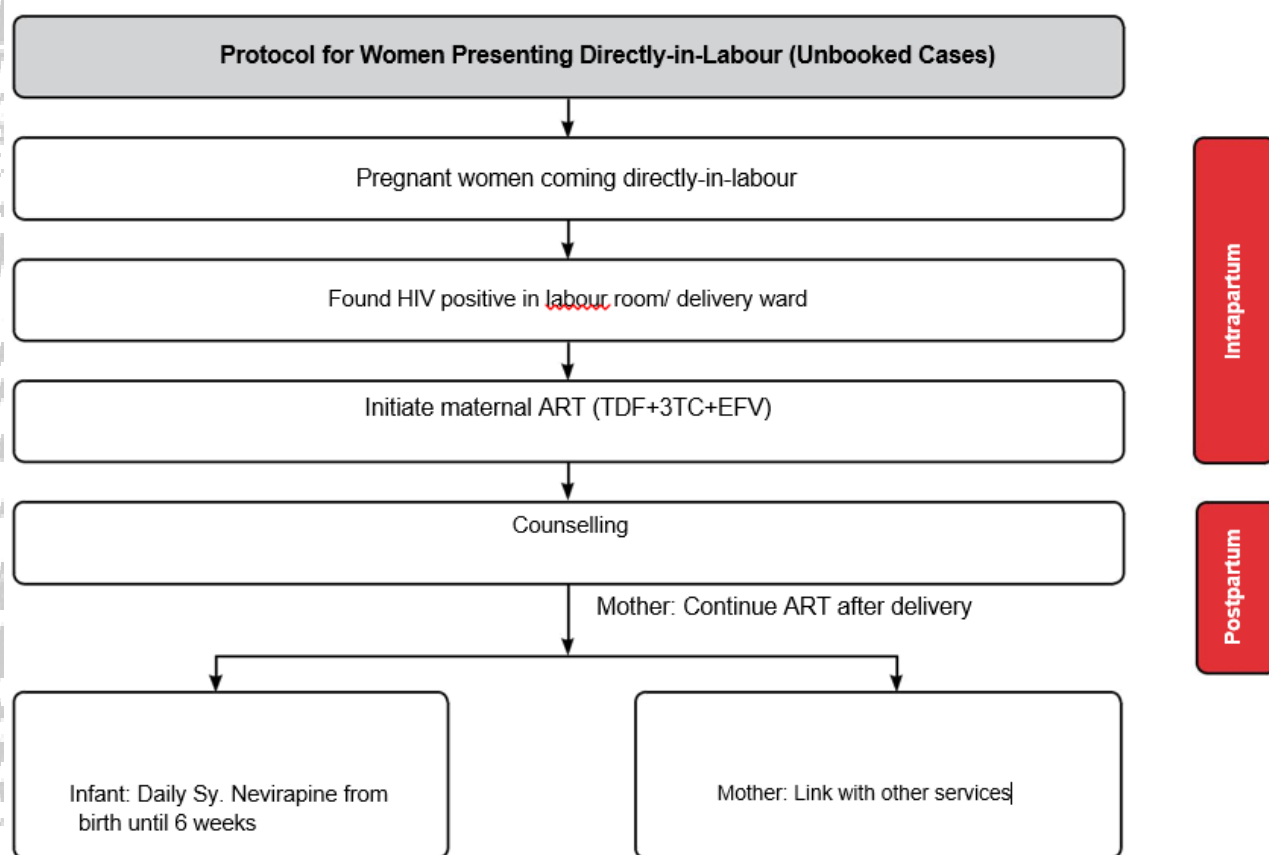 Protocol for Women Presenting Directly-in-Labour (Unbooked Cases)
Pregnant women coming directly-in-labour
Found HIV positive in labour room/ delivery ward
Initiate maternal ART (TDF+3TC+EFV)
Intrapartum
Counselling
Mother: Continue ART after delivery
Postpartum
Infant: Daily Sy. Nevirapine from
birth until 6 weeks
Mother: Link with other services